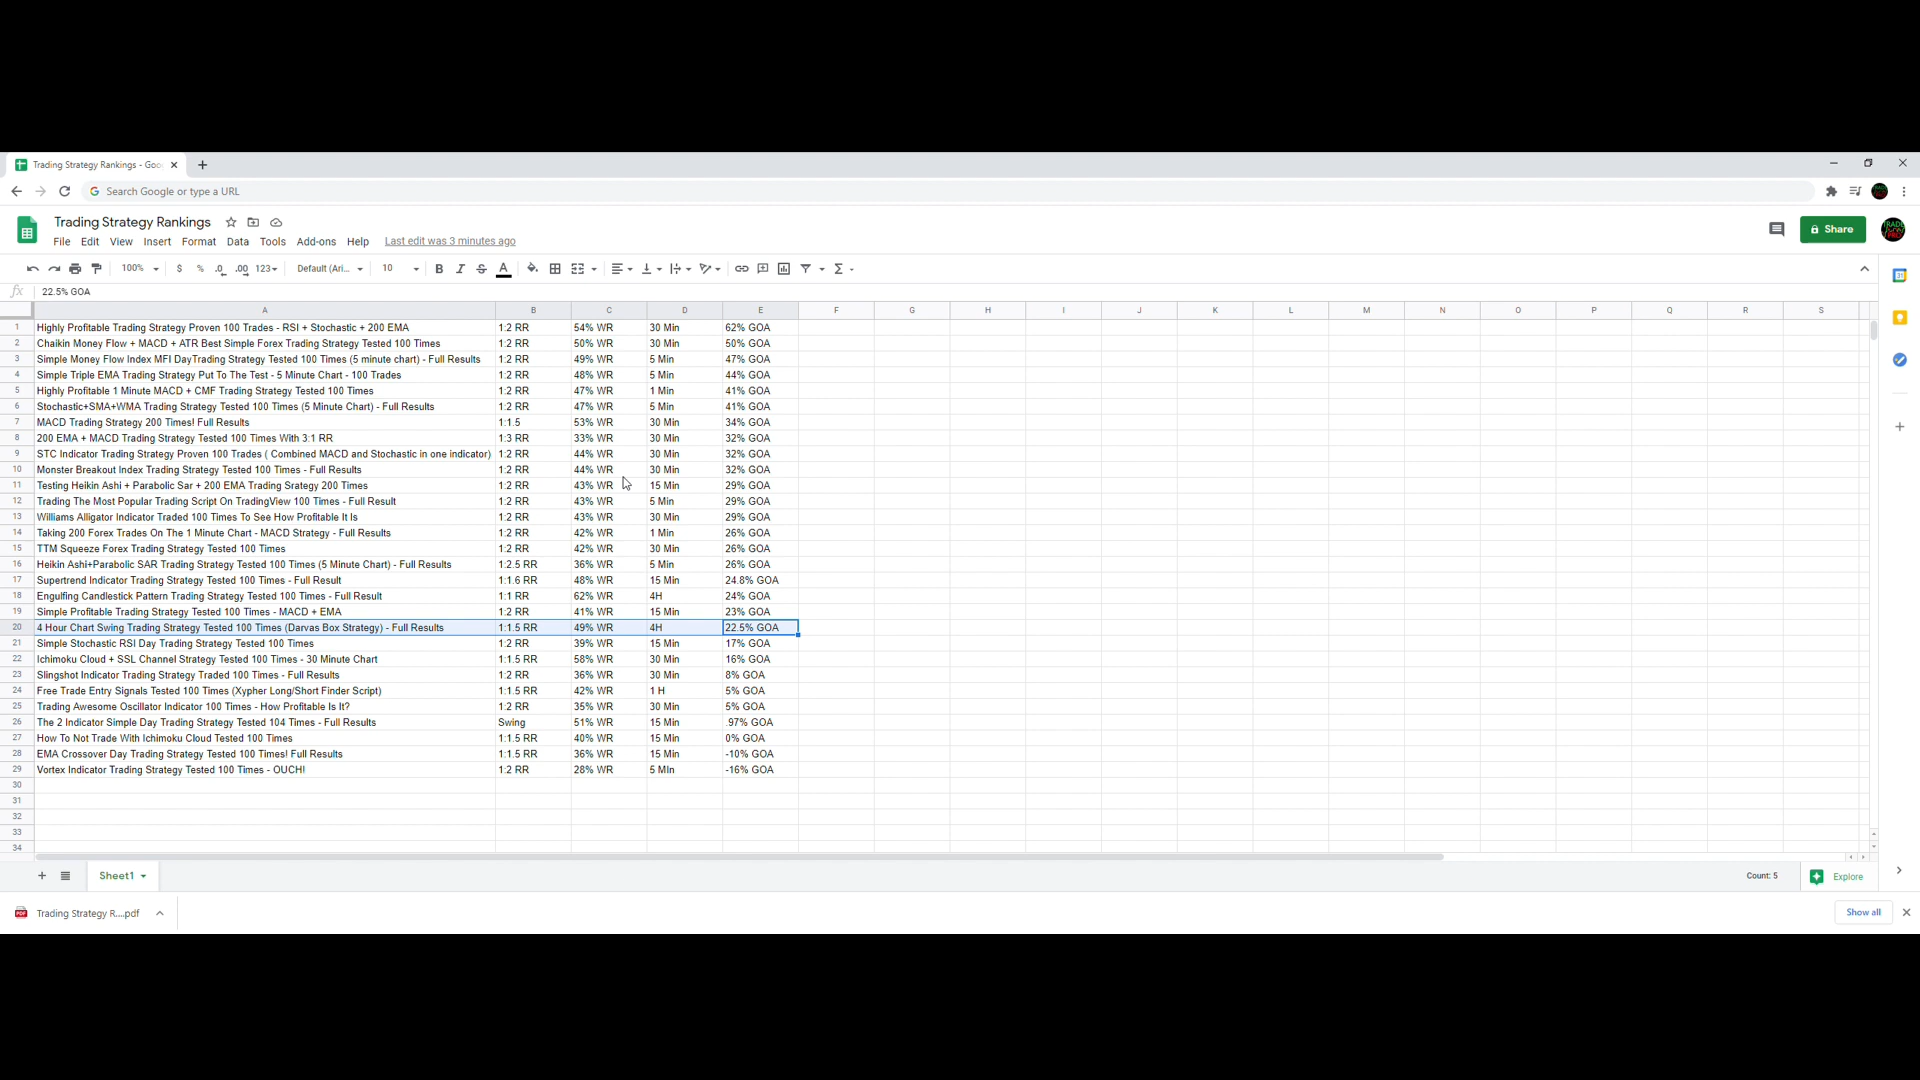 Trading Strategy Rankings - Goo
Search Google or type a URL
Trading Strategy Rankings
File Edit View Insert Format Data Tools Add-ons Help Last edit was 3 minutes ago
Share
100% $ % .0 .00 123 Default (Ari... 10 B I S A
fx 22.5% GOA
A B C D E F G H I J K L M N O P Q R S
1 Highly Profitable Trading Strategy Proven 100 Trades - RSI + Stochastic + 200 EMA 1:2 RR 54% WR 30 Min 62% GOA
2 Chaikin Money Flow + MACD + ATR Best Simple Forex Trading Strategy Tested 100 Times 1:2 RR 50% WR 30 Min 50% GOA
3 Simple Money Flow Index MFI DayTrading Strategy Tested 100 Times (5 minute chart) - Full Results 1:2 RR 49% WR 5 Min 47% GOA
4 Simple Triple EMA Trading Strategy Put To The Test - 5 Minute Chart - 100 Trades 1:2 RR 48% WR 5 Min 44% GOA
5 Highly Profitable 1 Minute MACD + CMF Trading Strategy Tested 100 Times 1:2 RR 47% WR 1 Min 41% GOA
6 Stochastic+SMA+WMA Trading Strategy Tested 100 Times (5 Minute Chart) - Full Results 1:2 RR 47% WR 5 Min 41% GOA
7 MACD Trading Strategy 200 Times! Full Results 1:1.5 53% WR 30 Min 34% GOA
8 200 EMA + MACD Trading Strategy Tested 100 Times With 3:1 RR 1:3 RR 33% WR 30 Min 32% GOA
9 STC Indicator Trading Strategy Proven 100 Trades ( Combined MACD and Stochastic in one indicator) 1:2 RR 44% WR 30 Min 32% GOA
10 Monster Breakout Index Trading Strategy Tested 100 Times - Full Results 1:2 RR 44% WR 30 Min 32% GOA
11 Testing Heikin Ashi + Parabolic Sar + 200 EMA Trading Srategy 200 Times 1:2 RR 43% WR 15 Min 29% GOA
12 Trading The Most Popular Trading Script On TradingView 100 Times - Full Result 1:2 RR 43% WR 5 Min 29% GOA
13 Williams Alligator Indicator Traded 100 Times To See How Profitable It Is 1:2 RR 43% WR 30 Min 29% GOA
14 Taking 200 Forex Trades On The 1 Minute Chart - MACD Strategy - Full Results 1:2 RR 42% WR 1 Min 26% GOA
15 TTM Squeeze Forex Trading Strategy Tested 100 Times 1:2 RR 42% WR 30 Min 26% GOA
16 Heikin Ashi+Parabolic SAR Trading Strategy Tested 100 Times (5 Minute Chart) - Full Results 1:2.5 RR 36% WR 5 Min 26% GOA
17 Supertrend Indicator Trading Strategy Tested 100 Times - Full Result 1:1.6 RR 48% WR 15 Min 24.8% GOA
18 Engulfing Candlestick Pattern Trading Strategy Tested 100 Times - Full Result 1:1 RR 62% WR 4H 24% GOA
19 Simple Profitable Trading Strategy Tested 100 Times - MACD + EMA 1:2 RR 41% WR 15 Min 23% GOA
20 4 Hour Chart Swing Trading Strategy Tested 100 Times (Darvas Box Strategy) - Full Results 1:1.5 RR 49% WR 4H 22.5% GOA
21 Simple Stochastic RSI Day Trading Strategy Tested 100 Times 1:2 RR 39% WR 15 Min 17% GOA
22 Ichimoku Cloud + SSL Channel Strategy Tested 100 Times - 30 Minute Chart 1:1.5 RR 58% WR 30 Min 16% GOA
23 Slingshot Indicator Trading Strategy Traded 100 Times - Full Results 1:2 RR 36% WR 30 Min 8% GOA
24 Free Trade Entry Signals Tested 100 Times (Xypher Long/Short Finder Script) 1:1.5 RR 42% WR 1 H 5% GOA
25 Trading Awesome Oscillator Indicator 100 Times - How Profitable Is It? 1:2 RR 35% WR 30 Min 5% GOA
26 The 2 Indicator Simple Day Trading Strategy Tested 104 Times - Full Results Swing 51% WR 15 Min .97% GOA
27 How To Not Trade With Ichimoku Cloud Tested 100 Times 1:1.5 RR 40% WR 15 Min 0% GOA
28 EMA Crossover Day Trading Strategy Tested 100 Times! Full Results 1:1.5 RR 36% WR 15 Min -10% GOA
29 Vortex Indicator Trading Strategy Tested 100 Times - OUCH! 1:2 RR 28% WR 5 MIn -16% GOA
30
31
32
33
34
Sheet1 Count: 5 Explore
Trading Strategy R....pdf Show all